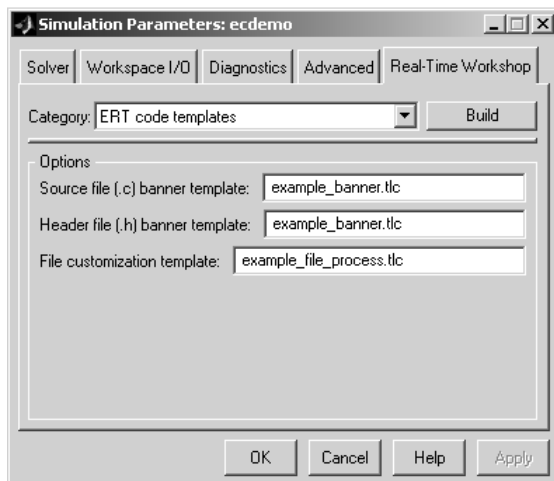 Simulation Parameters: ecdemo
Solver Workspace I/O Diagnostics Advanced Real-Time Workshop
Category: ERT code templates Build
Options
Source file (.c) banner template: example_banner.tlc
Header file (.h) banner template: example_banner.tlc
File customization template: example_file_process.tlc
OK Cancel Help Apply